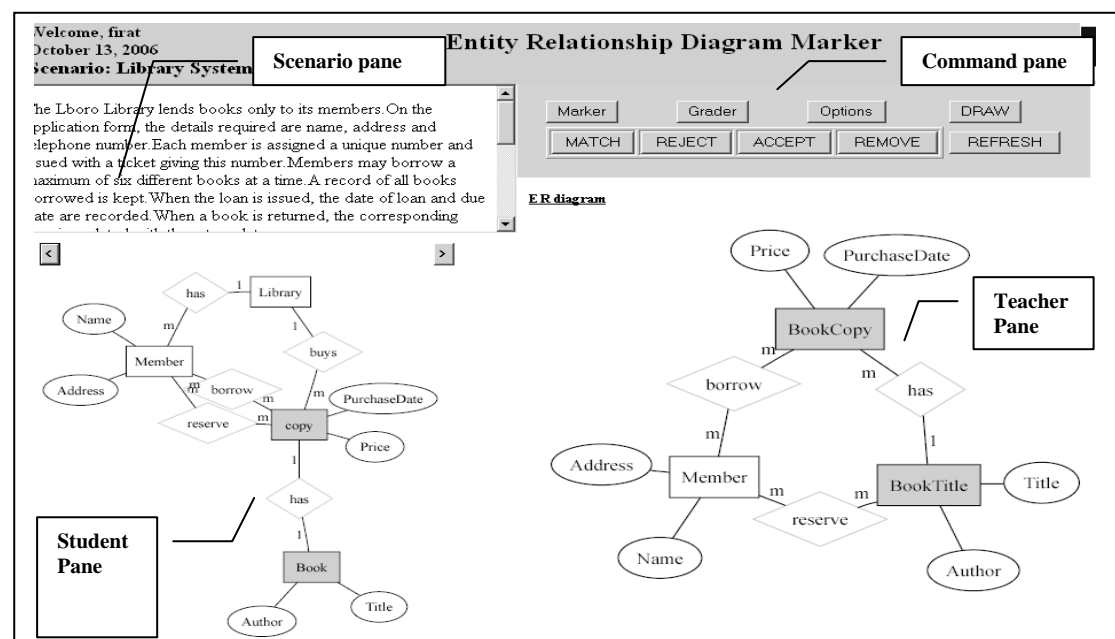 Welcome, firat
October 13, 2006
Scenario: Library System
Entity Relationship Diagram Marker
Scenario pane
Command pane
The Lboro Library lends books only to its members.On the
application form, the details required are name, address and
telephone number.Each member is assigned a unique number and
issued with a ticket giving this number.Members may borrow a
maximum of six different books at a time.A record of all books
borrowed is kept.When the loan is issued, the date of loan and due
date are recorded.When a book is returned, the corresponding
Marker
Grader
Options
DRAW
MATCH
REJECT
ACCEPT
REMOVE
REFRESH
ER diagram
<
>
has
1
Library
m
1
Name
Member
buys
Address
m
m
borrow
m
m
reserve
m
copy
PurchaseDate
Price
1
has
1
Book
Author
Title
Student
Pane
Price
PurchaseDate
BookCopy
Teacher
Pane
m
m
borrow
has
m
1
Address
Member
m
m
BookTitle
Title
reserve
Name
Author